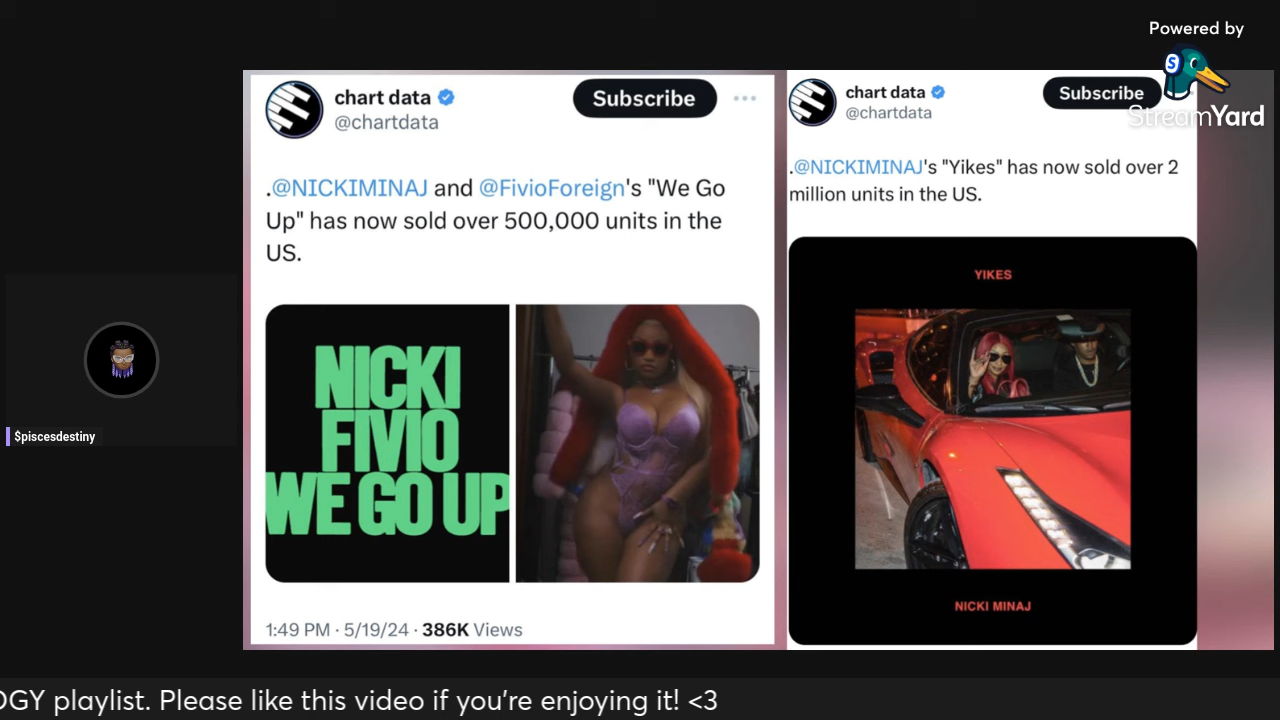 Powered by
StreamYard
chart data
Subscribe
@chartdata
.@NICKIMINAJ and @FivioForeign's "We Go
Up" has now sold over 500,000 units in the
US.
NICKI
FIVIO
WE GO UP
1:49 PM · 5/19/24 · 386K Views
chart data
Subscribe
@chartdata
.@NICKIMINAJ's "Yikes" has now sold over 2
million units in the US.
YIKES
NICKI MINAJ
$piscesdestiny
OGY playlist. Please like this video if you're enjoying it! <3